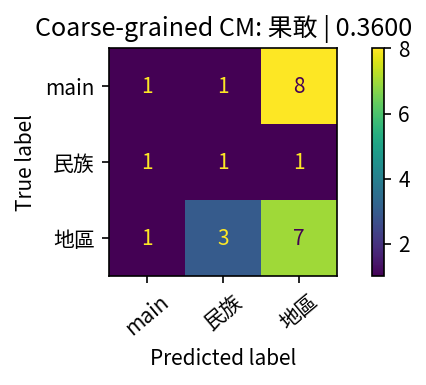 Coarse-grained CM: 果敢 | 0.3600
True label
main 1 1 8
民族 1 1 1
地區 1 3 7
main 民族 地區
Predicted label
8
6
4
2